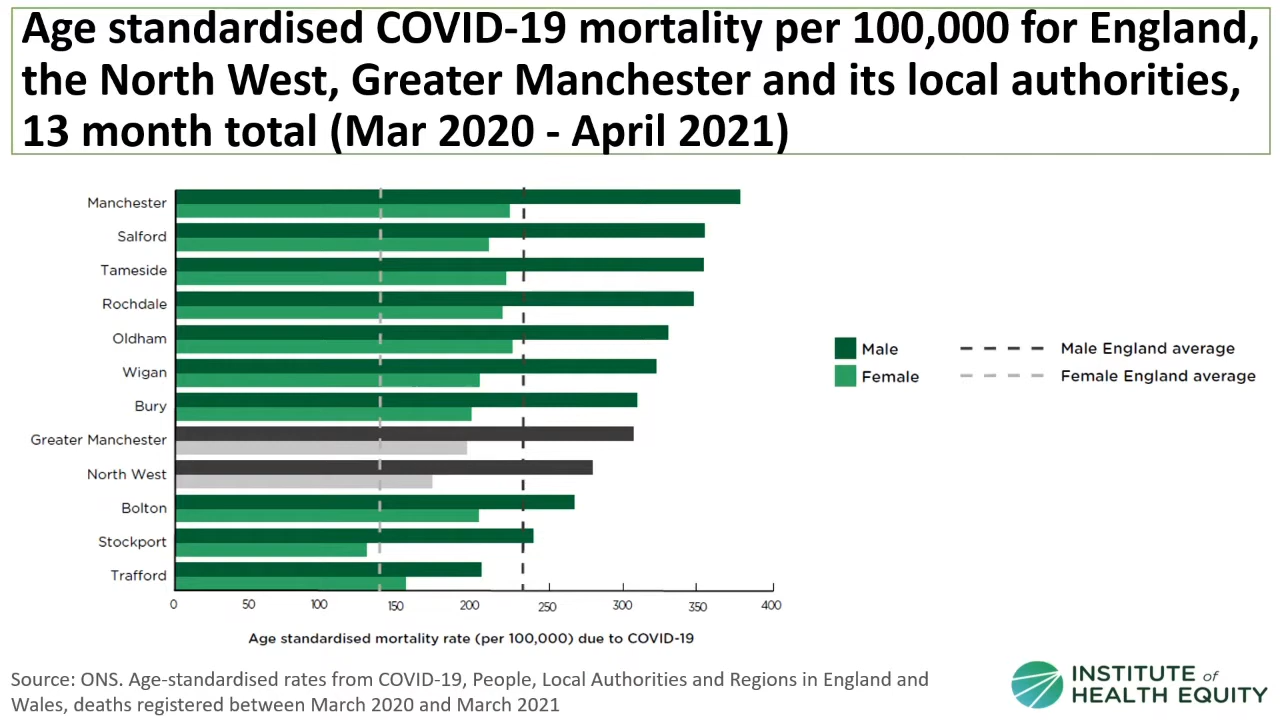 Age standardised COVID-19 mortality per 100,000 for England,
the North West, Greater Manchester and its local authorities,
13 month total (Mar 2020 - April 2021)
Manchester
Salford
Tameside
Rochdale
Oldham
Wigan
Bury
Greater Manchester
North West
Bolton
Stockport
Trafford
0 50 100 150 200 250 300 350 400
Age standardised mortality rate (per 100,000) due to COVID-19
Male
Female
Male England average
Female England average
Source: ONS. Age-standardised rates from COVID-19, People, Local Authorities and Regions in England and
Wales, deaths registered between March 2020 and March 2021
INSTITUTE of
HEALTH EQUITY